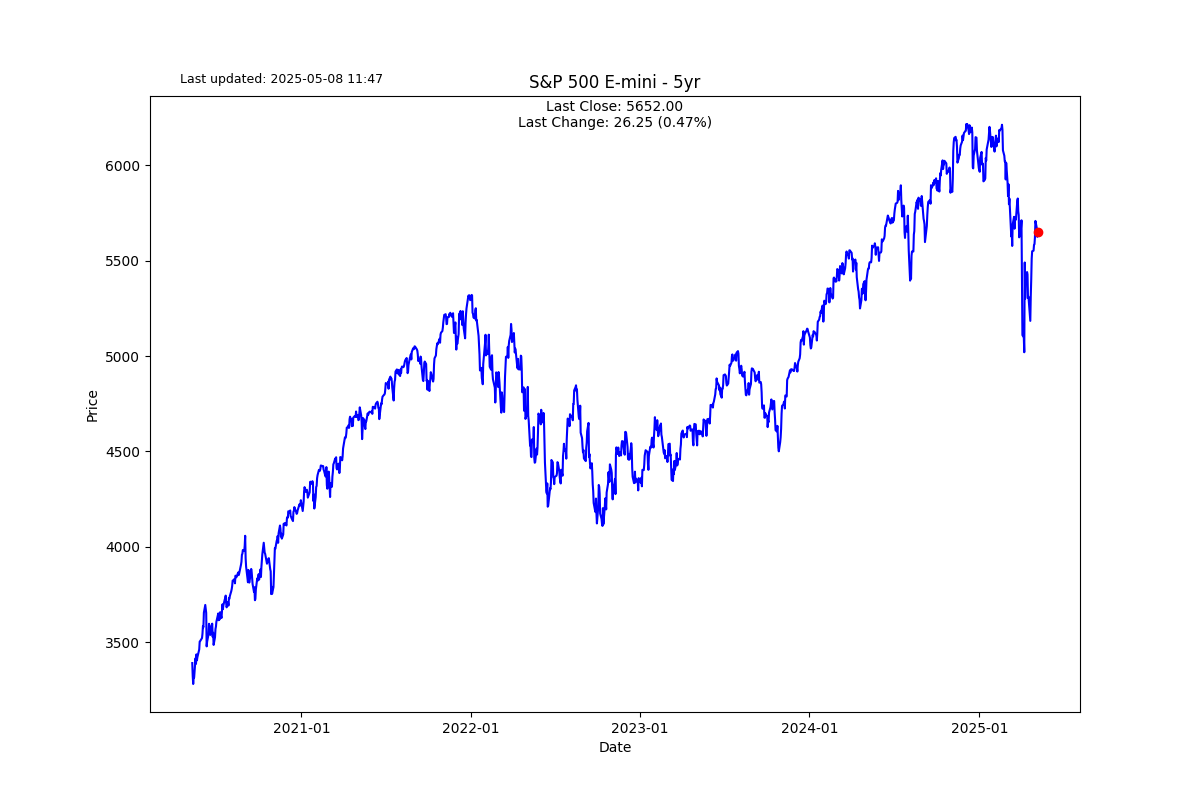 Last updated: 2025-05-08 11:47
S&P 500 E-mini - 5yr
Last Close: 5652.00
Last Change: 26.25 (0.47%)
6000
5500
5000
4500
4000
3500
Price
2021-01
2022-01
2023-01
2024-01
2025-01
Date